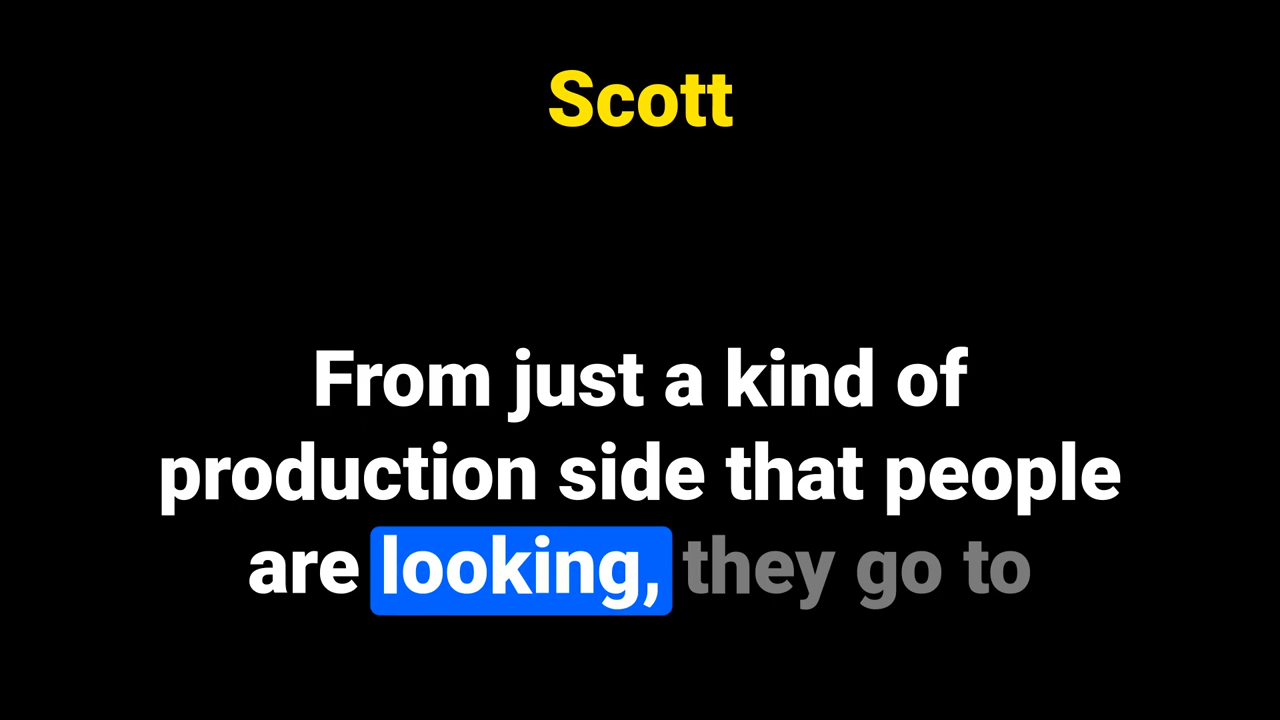 Scott
From just a kind of
production side that people
are looking, they go to